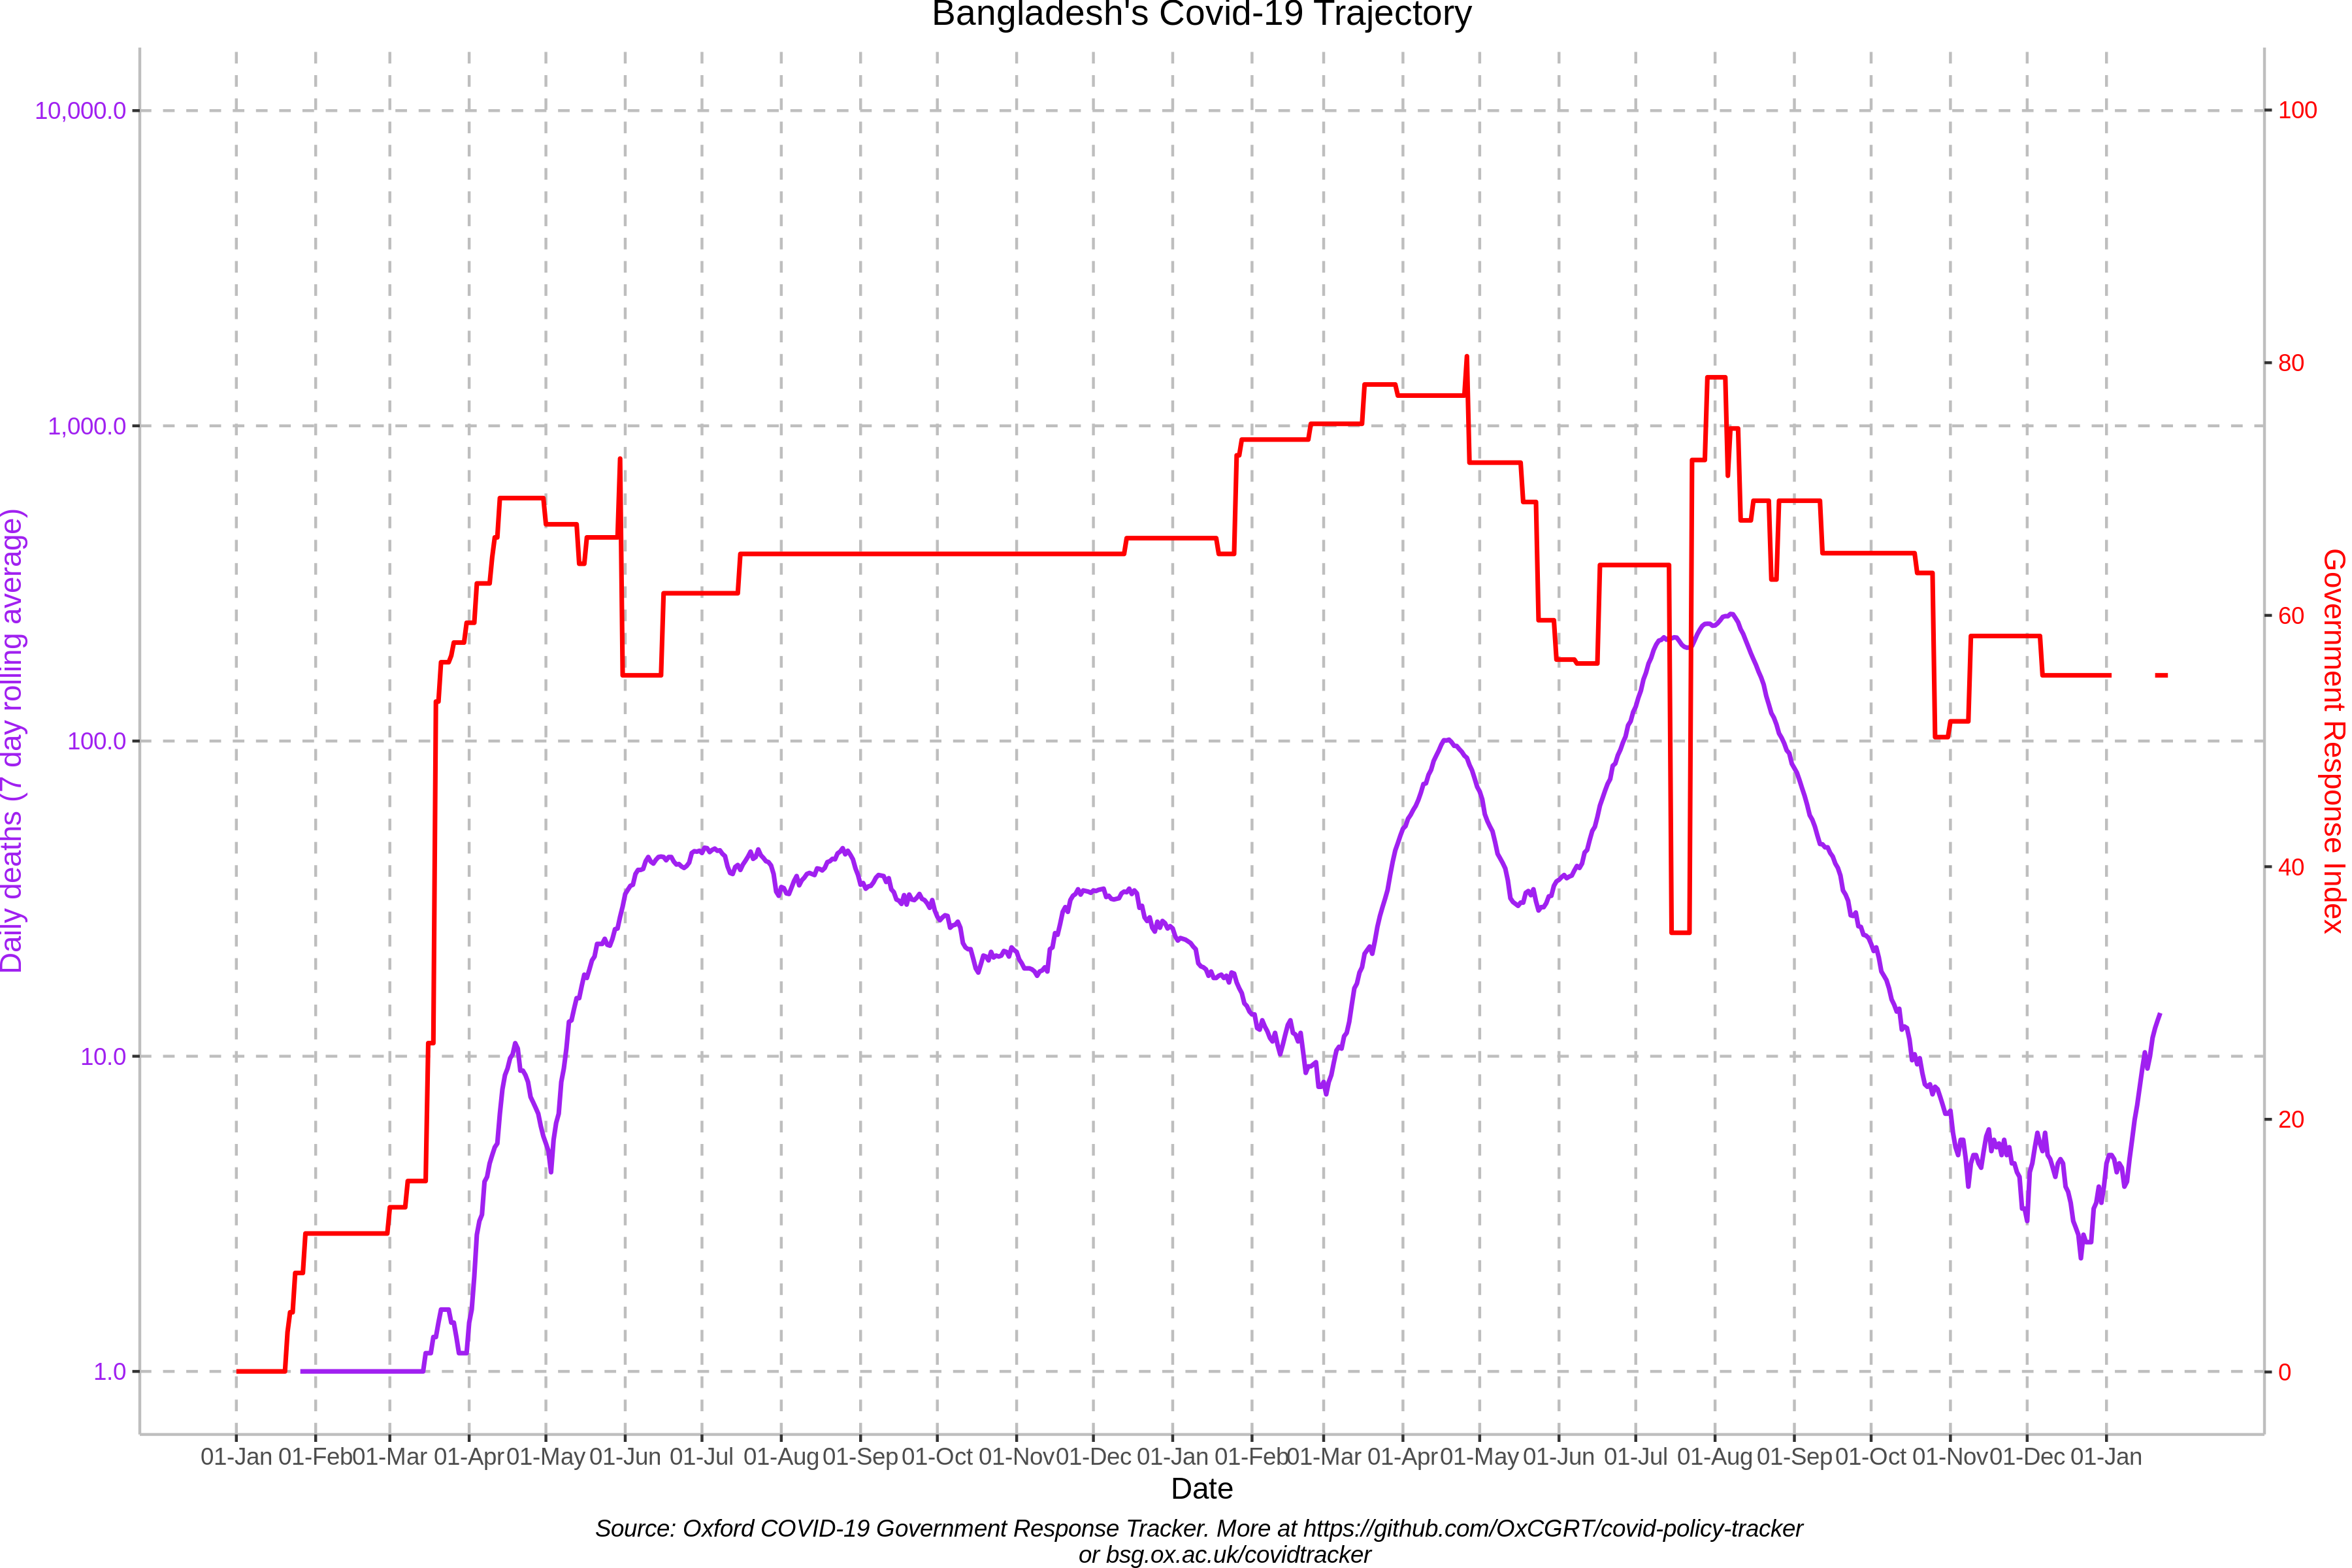 Bangladesh's Covid-19 Trajectory
10,000.0
1,000.0
100.0
10.0
1.0
Daily deaths (7 day rolling average)
100
80
60
40
20
0
Government Response Index
01-Jan 01-Feb 01-Mar 01-Apr 01-May 01-Jun 01-Jul 01-Aug 01-Sep 01-Oct 01-Nov 01-Dec 01-Jan 01-Feb 01-Mar 01-Apr 01-May 01-Jun 01-Jul 01-Aug 01-Sep 01-Oct 01-Nov 01-Dec 01-Jan
Date
Source: Oxford COVID-19 Government Response Tracker. More at https://github.com/OxCGRT/covid-policy-tracker
or bsg.ox.ac.uk/covidtracker